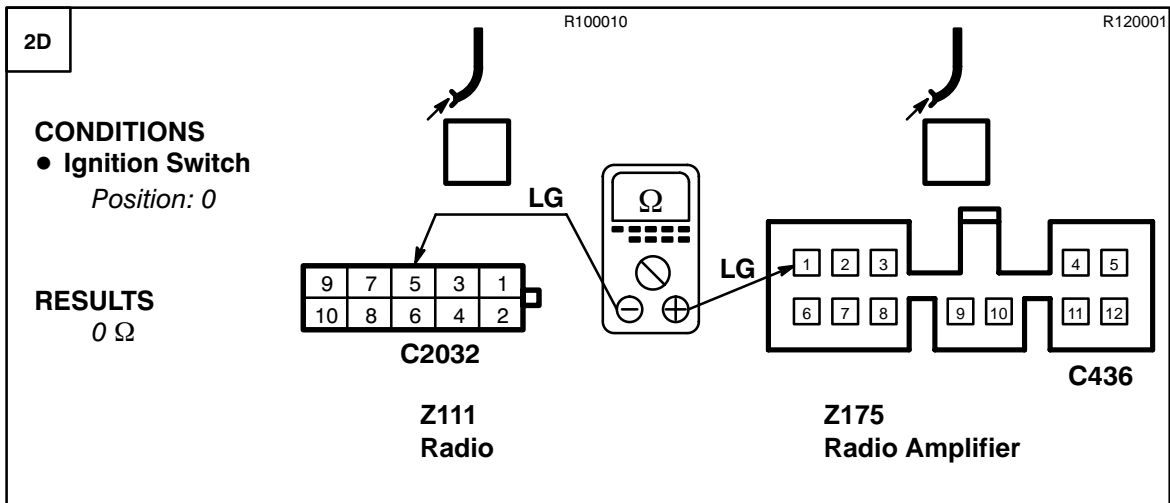 2D
R100010
R120001
CONDITIONS
● Ignition Switch
Position: 0
RESULTS
0 Ω
LG
Ω
LG
9 7 5 3 1
10 8 6 4 2
C2032
Z111
Radio
1 2 3 4 5
6 7 8 9 10 11 12
C436
Z175
Radio Amplifier